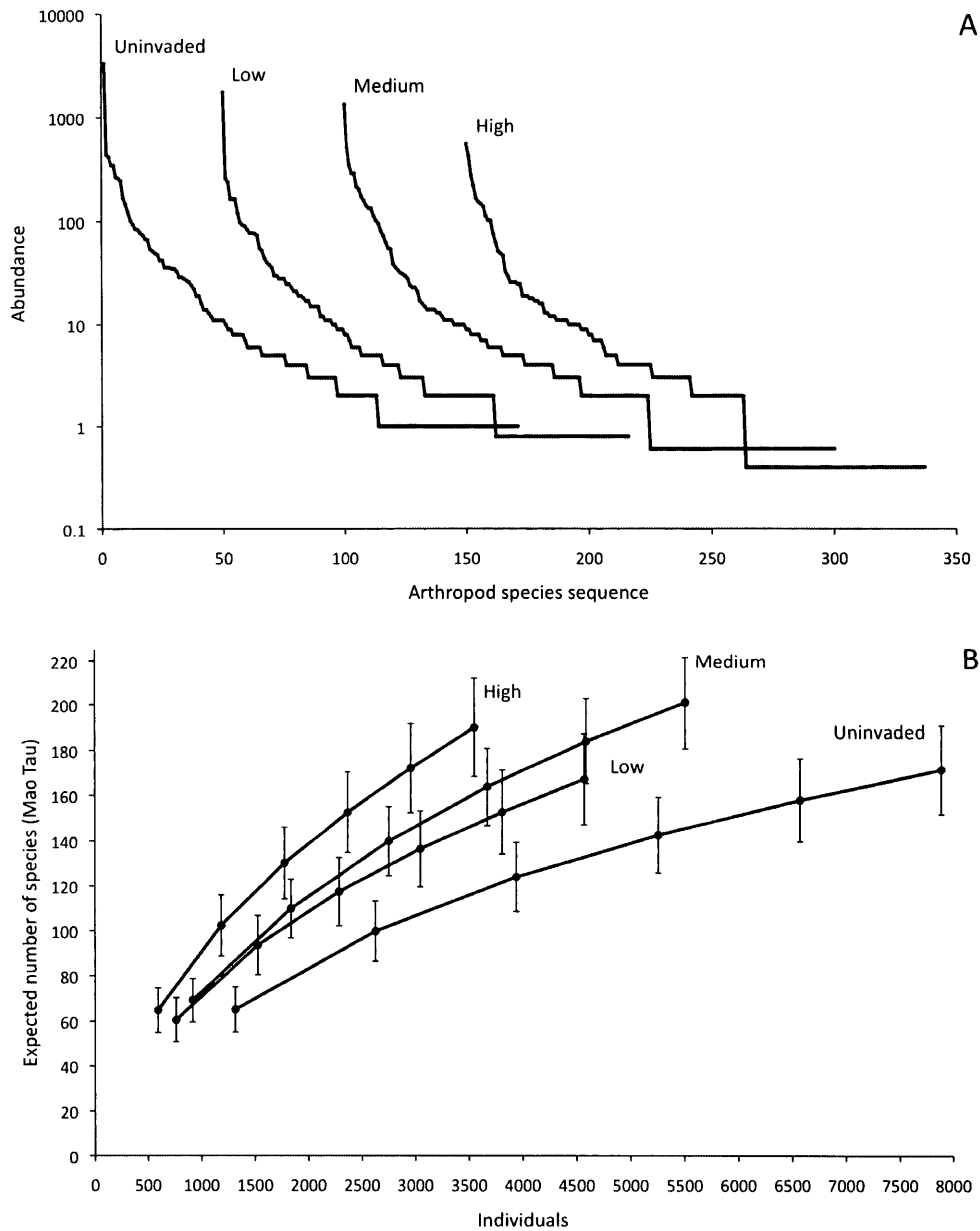 A
10000
1000
100
10
1
0.1
Abundance
Uninvaded
Low
Medium
High
0 50 100 150 200 250 300 350
Arthropod species sequence
B
220
200
180
160
140
120
100
80
60
40
20
0
Expected number of species (Mao Tau)
High
Medium
Uninvaded
Low
0 500 1000 1500 2000 2500 3000 3500 4000 4500 5000 5500 6000 6500 7000 7500 8000
Individuals